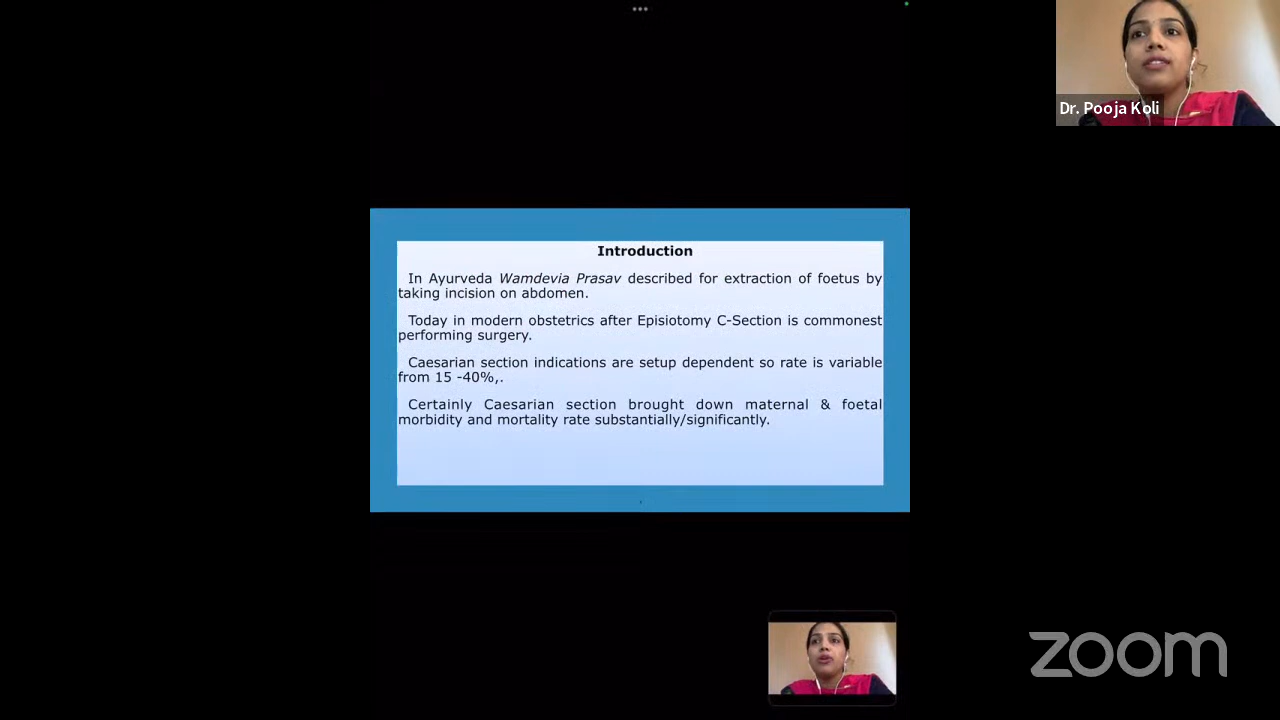 Dr. Pooja Koli
Introduction
In Ayurveda Wamdevia Prasav described for extraction of foetus by
taking incision on abdomen.
Today in modern obstetrics after Episiotomy C-Section is commonest
performing surgery.
Caesarian section indications are setup dependent so rate is variable
from 15 -40%,.
Certainly Caesarian section brought down maternal & foetal
morbidity and mortality rate substantially/significantly.
zoom